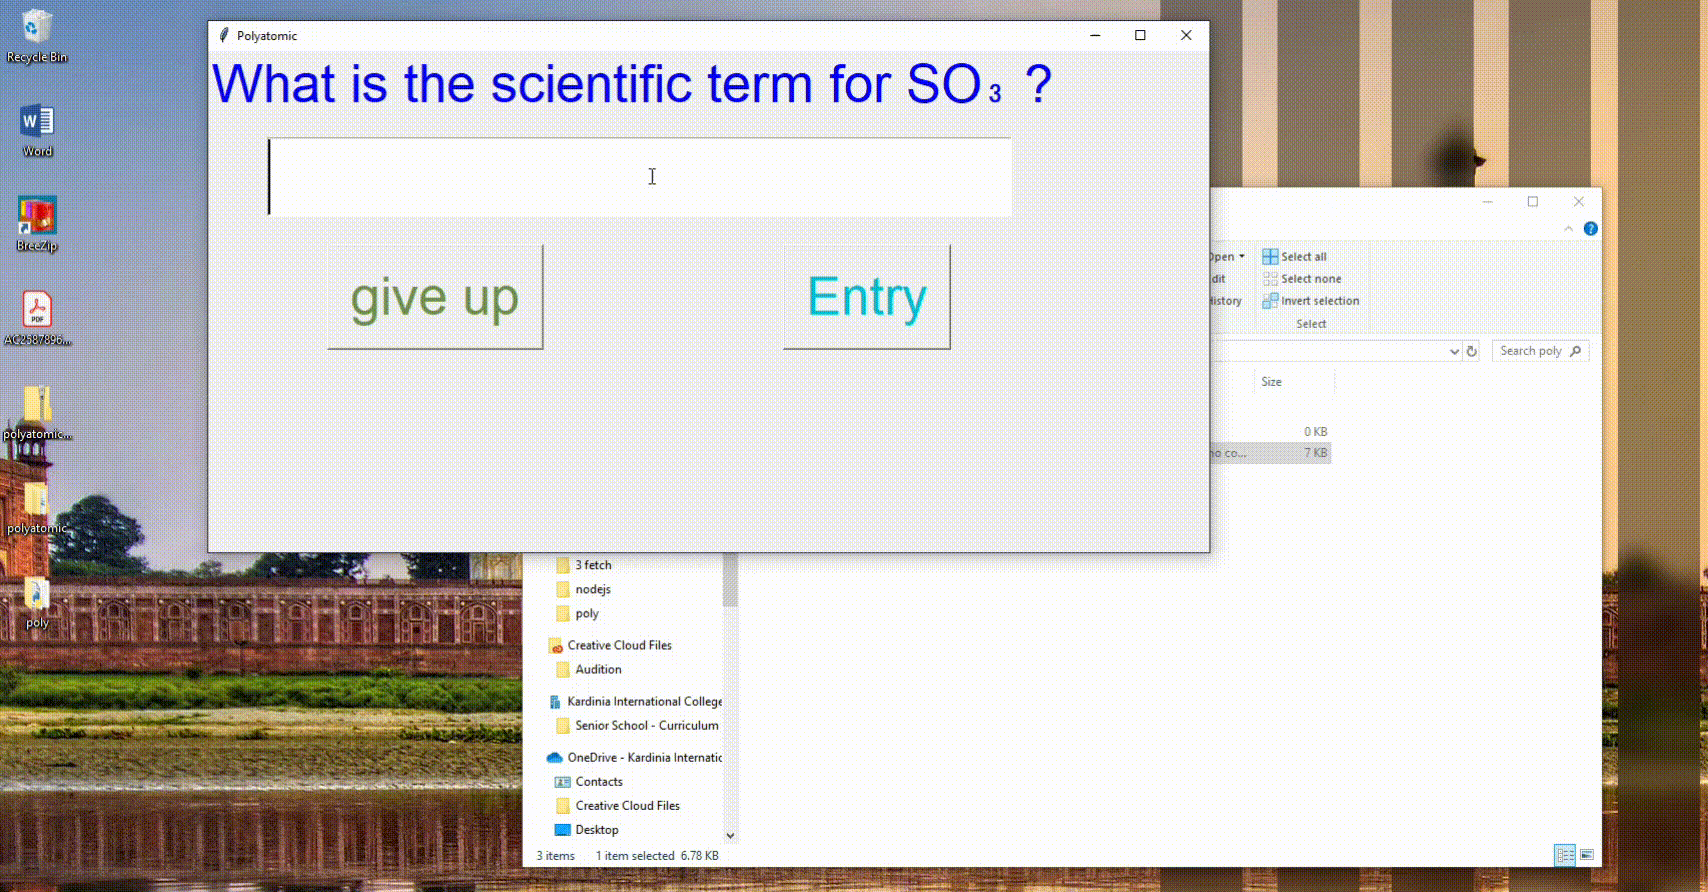 Recycle Bin
Word
BreeZip
AC2587896...
polyatomic...
polyatomic
poly
Polyatomic
What is the scientific term for SO₃ ?
give up
Entry
Open
dit
History
Select all
Select none
Invert selection
Select
Search poly
Size
0 KB
no co...
7 KB
3 fetch
nodejs
poly
Creative Cloud Files
Audition
Kardinia International College
Senior School - Curriculum
OneDrive - Kardinia Internatio
Contacts
Creative Cloud Files
Desktop
3 items
1 item selected 6.78 KB